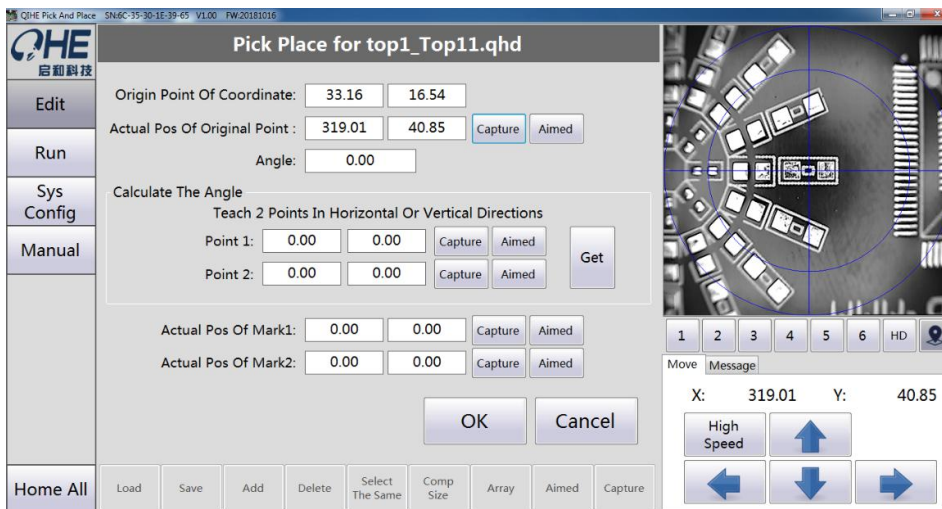 QIHE Pick And Place SN:6C-35-30-1E-39-65 V1.00 FW:20181016
QiHE
启和科技
Edit
Run
Sys
Config
Manual
Home All
Pick Place for top1_Top11.qhd
Origin Point Of Coordinate: 33.16 16.54
Actual Pos Of Original Point : 319.01 40.85 Capture Aimed
Angle: 0.00
Calculate The Angle
Teach 2 Points In Horizontal Or Vertical Directions
Point 1: 0.00 0.00 Capture Aimed
Get
Point 2: 0.00 0.00 Capture Aimed
Actual Pos Of Mark1: 0.00 0.00 Capture Aimed
Actual Pos Of Mark2: 0.00 0.00 Capture Aimed
OK Cancel
Load Save Add Delete Select The Same Comp Size Array Aimed Capture
1 2 3 4 5 6 HD
Move Message
X: 319.01 Y: 40.85
High
Speed